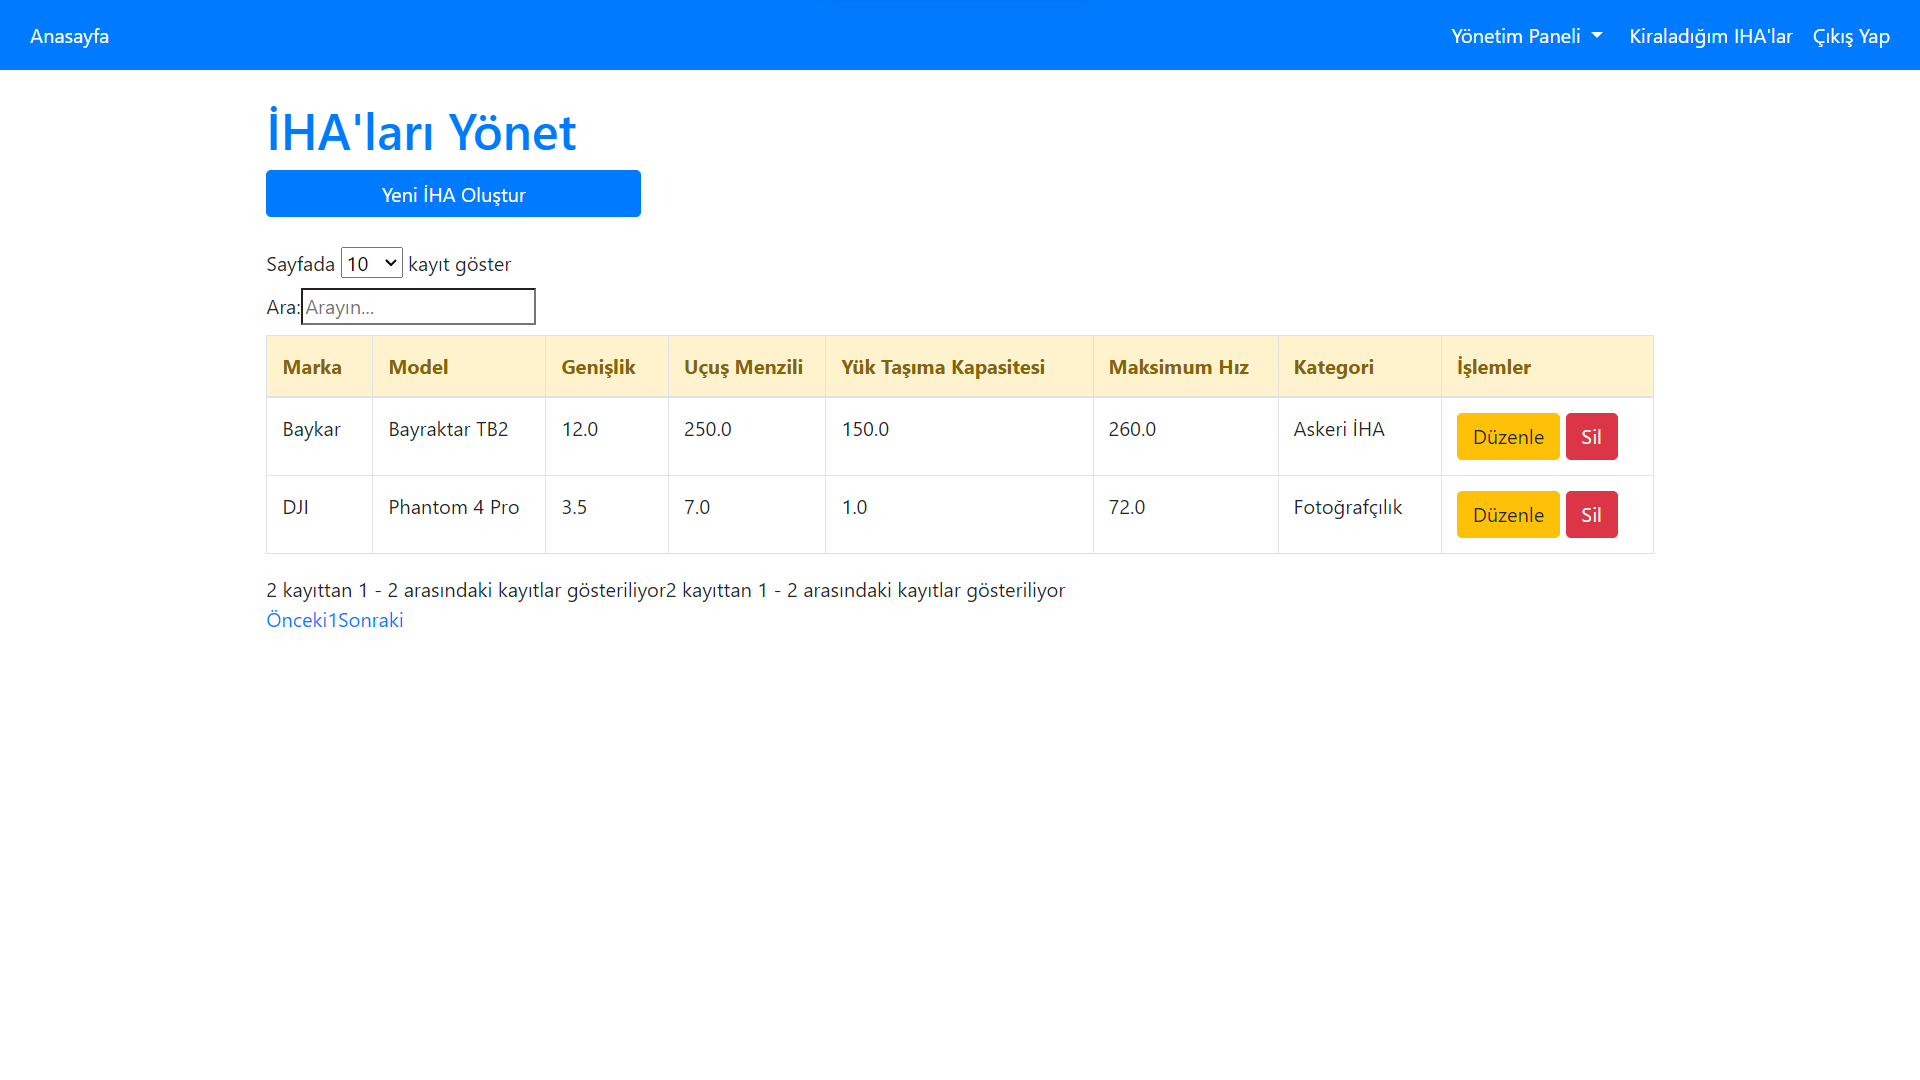 Anasayfa Yönetim Paneli Kiraladığım IHA'lar Çıkış Yap
İHA'ları Yönet
Yeni İHA Oluştur
Sayfada 10 kayıt göster
Ara: Arayın...
Marka Model Genişlik Uçuş Menzili Yük Taşıma Kapasitesi Maksimum Hız Kategori İşlemler
Baykar Bayraktar TB2 12.0 250.0 150.0 260.0 Askeri İHA Düzenle Sil
DJI Phantom 4 Pro 3.5 7.0 1.0 72.0 Fotoğrafçılık Düzenle Sil
2 kayıttan 1 - 2 arasındaki kayıtlar gösteriliyor2 kayıttan 1 - 2 arasındaki kayıtlar gösteriliyor
Önceki1Sonraki